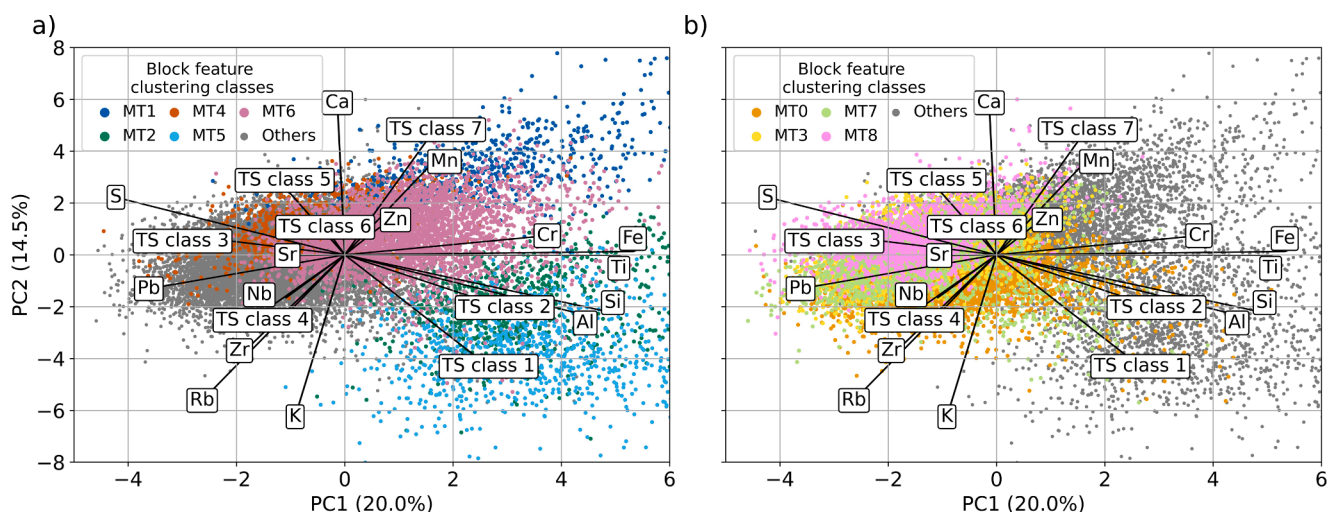 a)
Block feature
clustering classes
MT1 MT4 MT6
MT2 MT5 Others
Ca
TS class 7
Mn
TS class 5
S
Zn
TS class 6
TS class 3
Cr
Fe
Sr
Ti
Pb
Nb
Si
TS class 2
TS class 4
Al
Zr
TS class 1
Rb
K
8
6
4
2
0
−2
−4
−6
−8
PC2 (14.5%)
−4 −2 0 2 4 6
PC1 (20.0%)
b)
Block feature
clustering classes
MT0 MT7 Others
MT3 MT8
Ca
TS class 7
Mn
TS class 5
S
Zn
TS class 6
TS class 3
Cr
Fe
Sr
Ti
Pb
Nb
Si
TS class 2
TS class 4
Al
Zr
TS class 1
Rb
K
−4 −2 0 2 4 6
PC1 (20.0%)